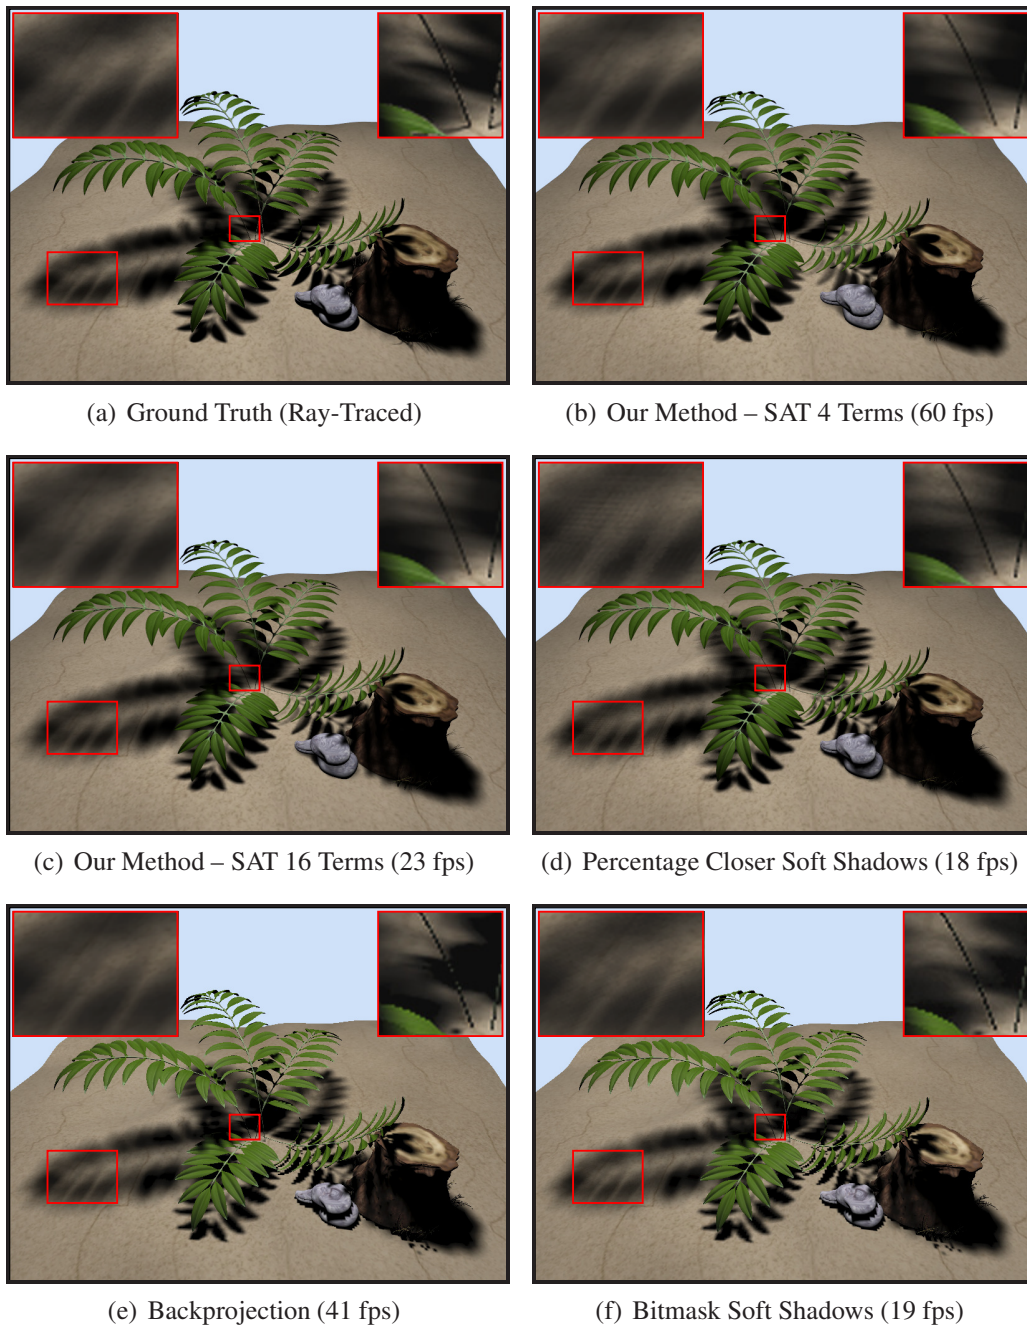 (a) Ground Truth (Ray-Traced)
(b) Our Method – SAT 4 Terms (60 fps)
(c) Our Method – SAT 16 Terms (23 fps)
(d) Percentage Closer Soft Shadows (18 fps)
(e) Backprojection (41 fps)
(f) Bitmask Soft Shadows (19 fps)